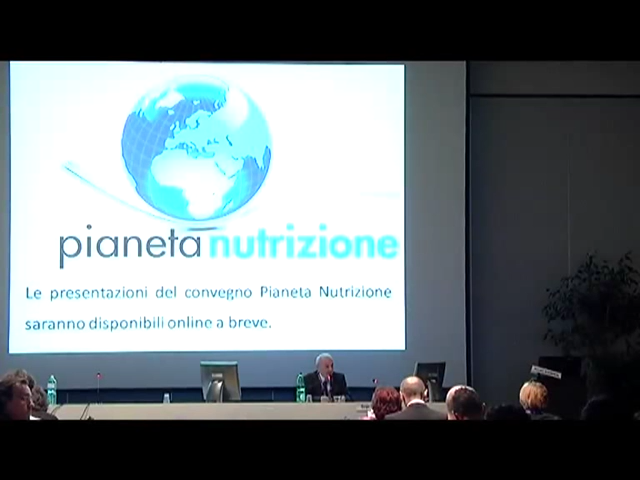 pianeta nutrizione
Le presentazioni del convegno Pianeta Nutrizione
saranno disponibili online a breve.